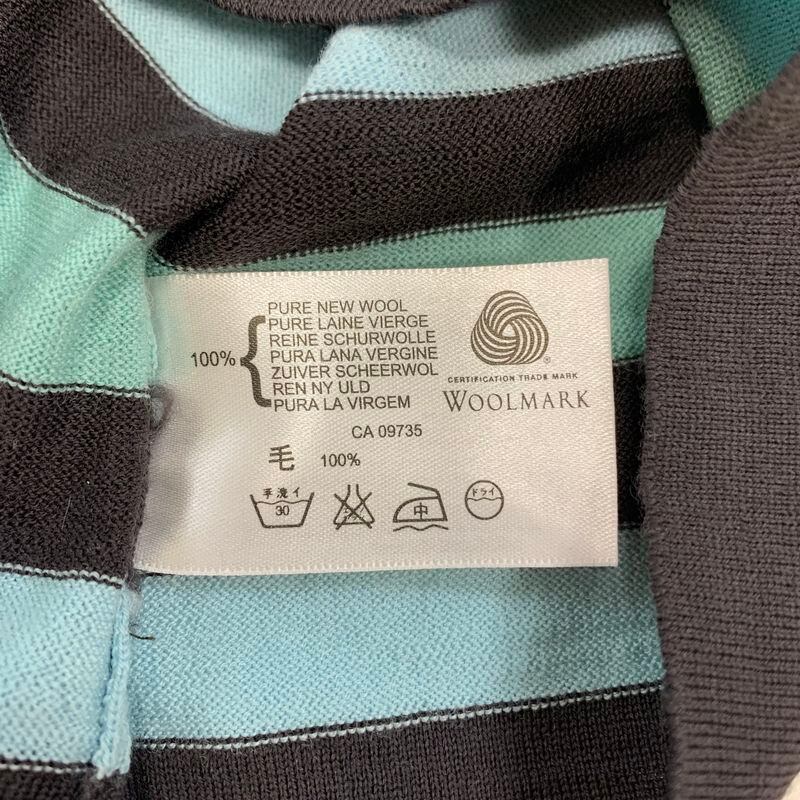 PURE NEW WOOL
PURE LAINE VIERGE
REINE SCHURWOLLE
100% PURA LANA VERGINE
ZUIVER SCHEERWOL
REN NY ULD
PURA LA VIRGEM
CA 09735
毛 100%
®
CERTIFICATION TRADE MARK
WOOLMARK
手洗イ
30
中
ドライ